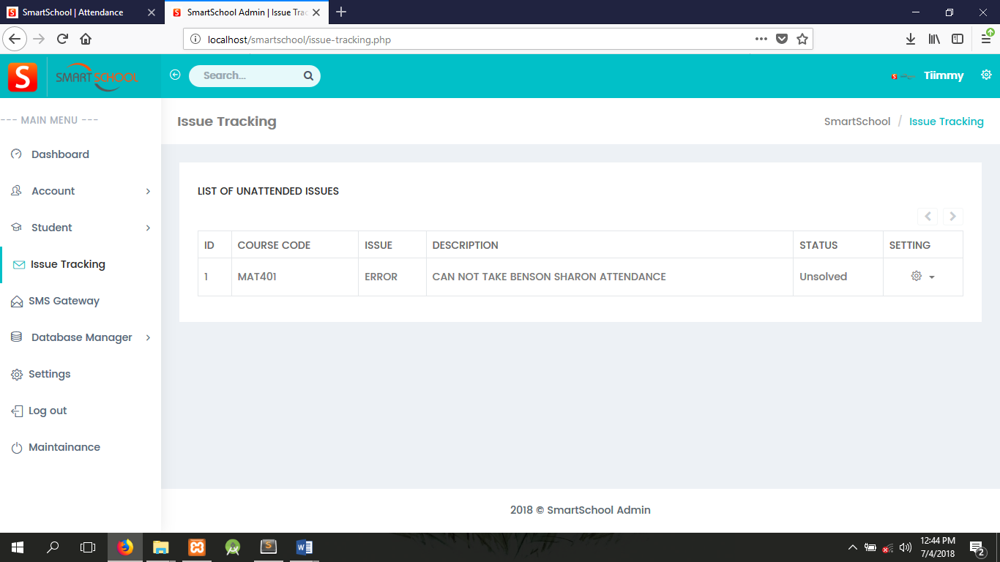 SmartSchool | Attendance
SmartSchool Admin | Issue Trac
localhost/smartschool/issue-tracking.php
S SMART SCHOOL
Search...
Tiimmy
--- MAIN MENU ---
Dashboard
Account
Student
Issue Tracking
SMS Gateway
Database Manager
Settings
Log out
Maintainance
Issue Tracking
SmartSchool / Issue Tracking
LIST OF UNATTENDED ISSUES
ID COURSE CODE ISSUE DESCRIPTION STATUS SETTING
1 MAT401 ERROR CAN NOT TAKE BENSON SHARON ATTENDANCE Unsolved
2018 © SmartSchool Admin
12:44 PM
7/4/2018
2